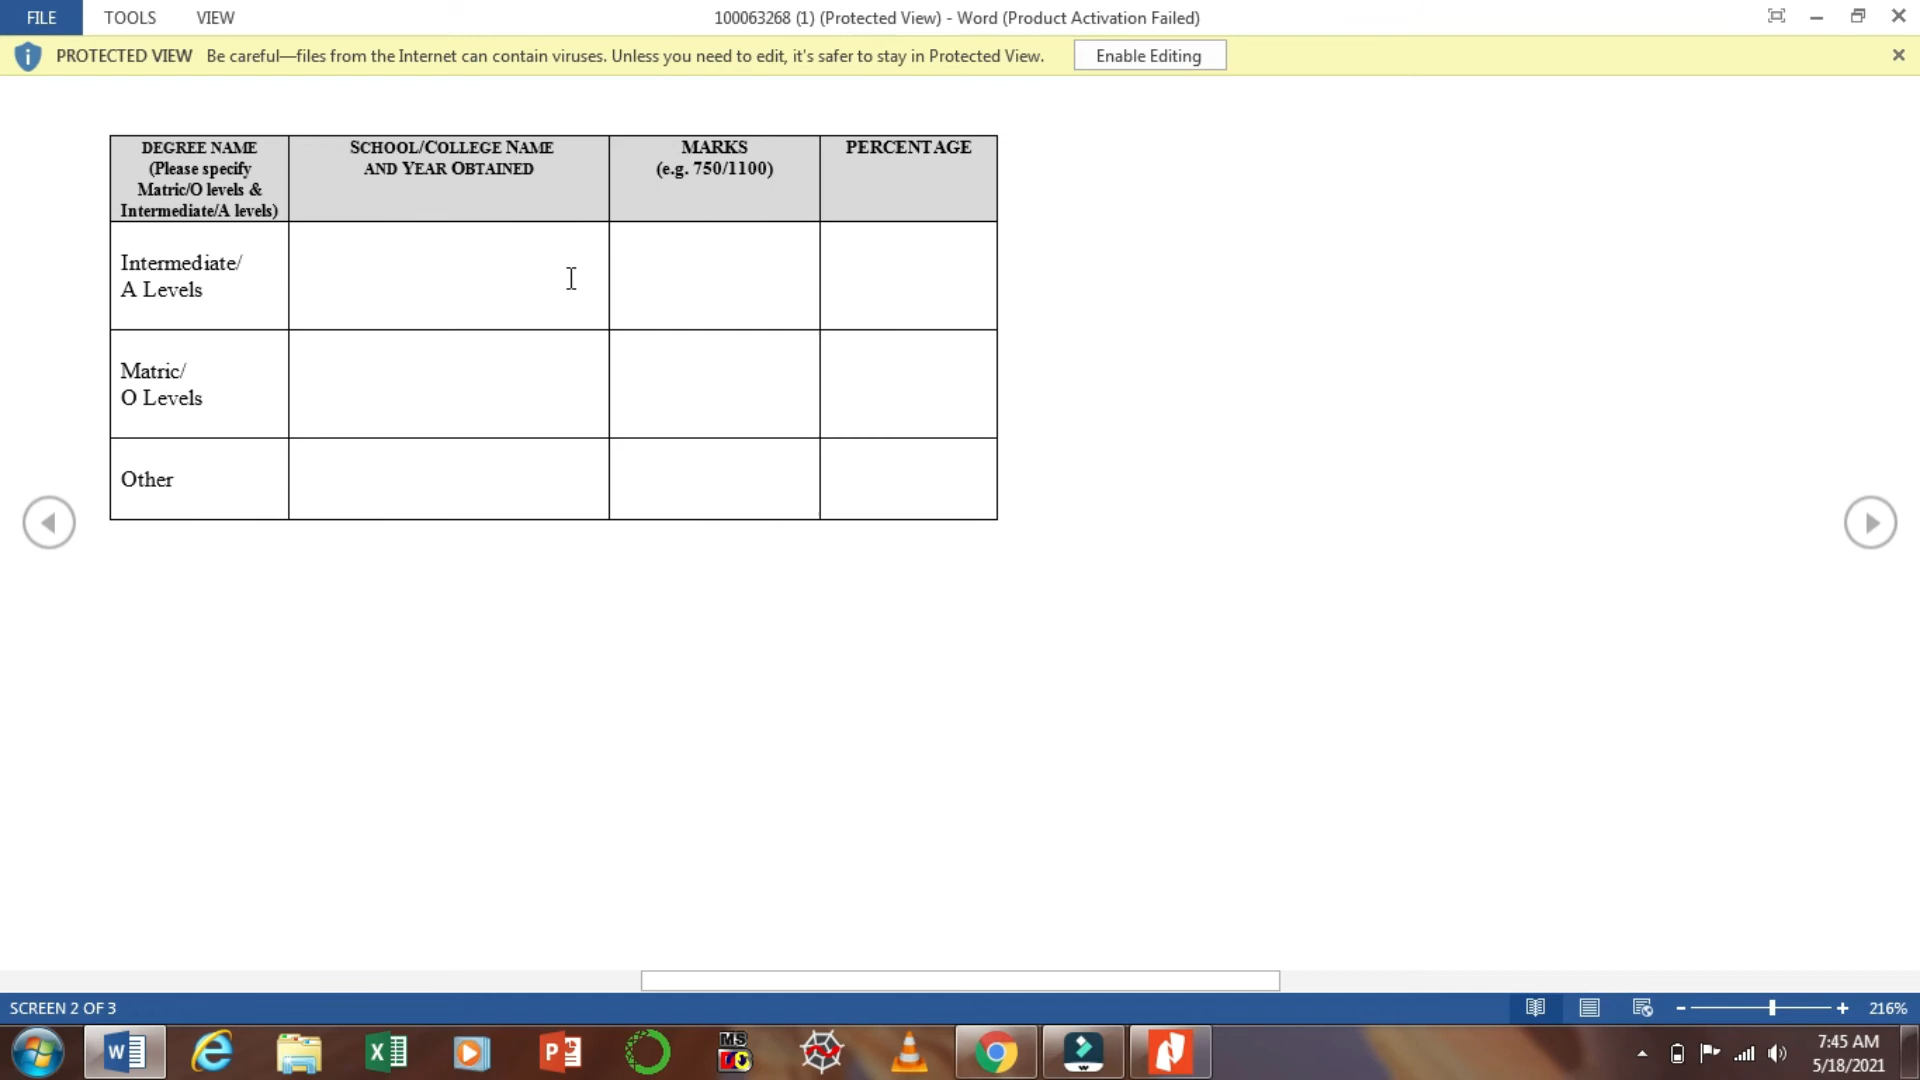 FILE TOOLS VIEW 100063268 (1) (Protected View) - Word (Product Activation Failed)
PROTECTED VIEW Be careful—files from the Internet can contain viruses. Unless you need to edit, it's safer to stay in Protected View. Enable Editing
DEGREE NAME
(Please specify
Matric/O levels &
Intermediate/A levels)
SCHOOL/COLLEGE NAME
AND YEAR OBTAINED
MARKS
(e.g. 750/1100)
PERCENTAGE
Intermediate/
A Levels
Matric/
O Levels
Other
SCREEN 2 OF 3
216%
MS
7:45 AM
5/18/2021